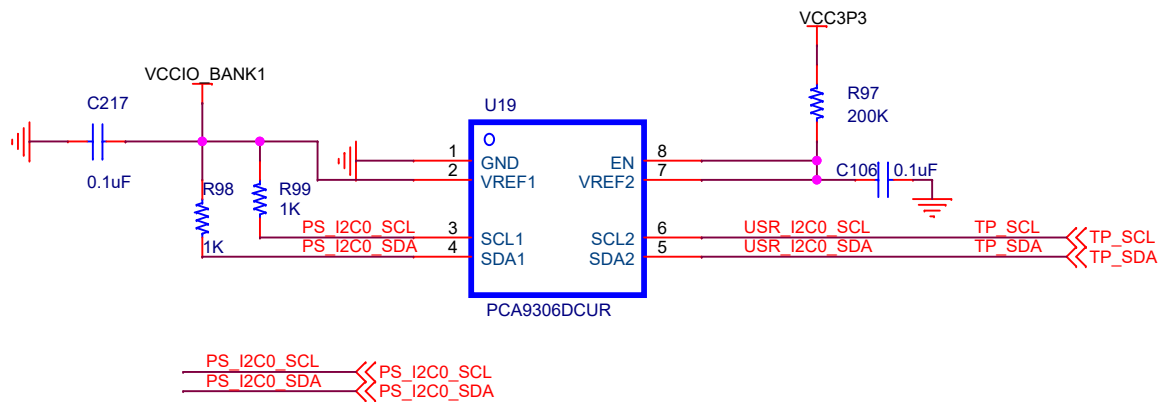 VCC3P3
VCCIO_BANK1
C217
0.1uF
R98
1K
R99
1K
U19
R97
200K
C106
0.1uF
1 GND
2 VREF1
3 SCL1
4 SDA1
EN 8
VREF2 7
SCL2 6
SDA2 5
PS_I2C0_SCL
PS_I2C0_SDA
USR_I2C0_SCL TP_SCL
TP_SCL
USR_I2C0_SDA TP_SDA
TP_SDA
PCA9306DCUR
PS_I2C0_SCL
PS_I2C0_SCL
PS_I2C0_SDA
PS_I2C0_SDA